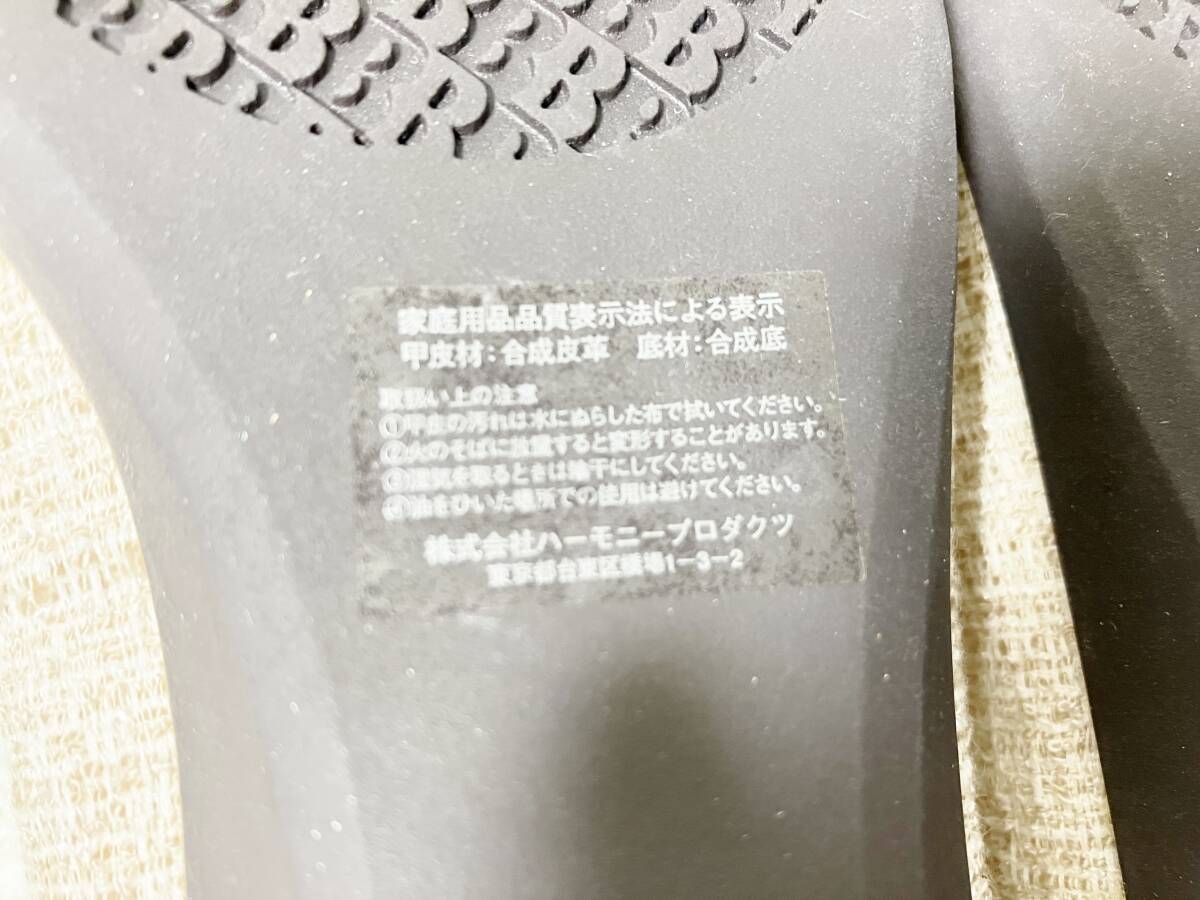 家庭用品品質表示法による表示
甲皮材：合成皮革　底材：合成底
取扱い上の注意
①甲皮の汚れは水にぬらした布で拭いてください。
②火のそばに放置すると変形することがあります。
③湿気を取るときは陰干にしてください。
④油をひいた場所での使用は避けてください。
株式会社ハーモニープロダクツ
東京都台東区橋場1-3-2